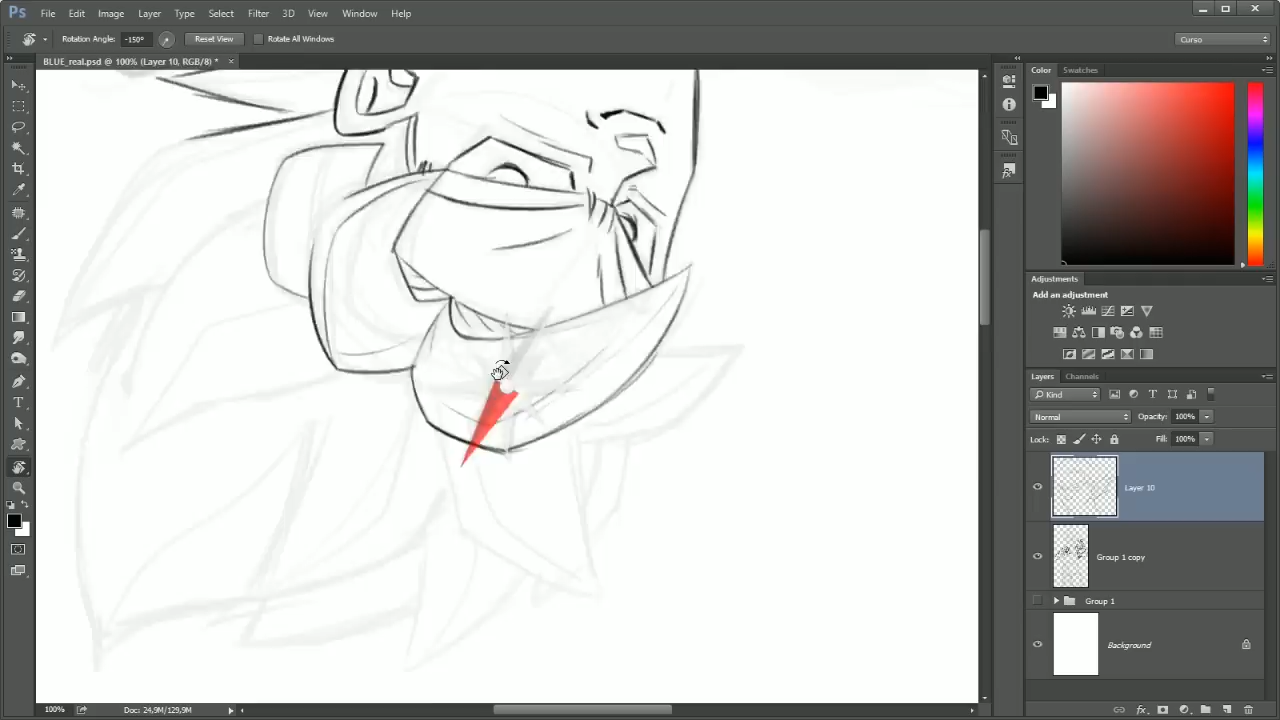 Ps File Edit Image Layer Type Select Filter 3D View Window Help
Rotation Angle: -150° Reset View Rotate All Windows Curso
BLUE_real.psd @ 100% (Layer 10, RGB/8) *
Color Swatches
Adjustments
Add an adjustment
Layers Channels
Kind
Normal Opacity: 100%
Lock: Fill: 100%
Layer 10
Group 1 copy
Group 1
Background
100% Doc: 24,9M/129,9M